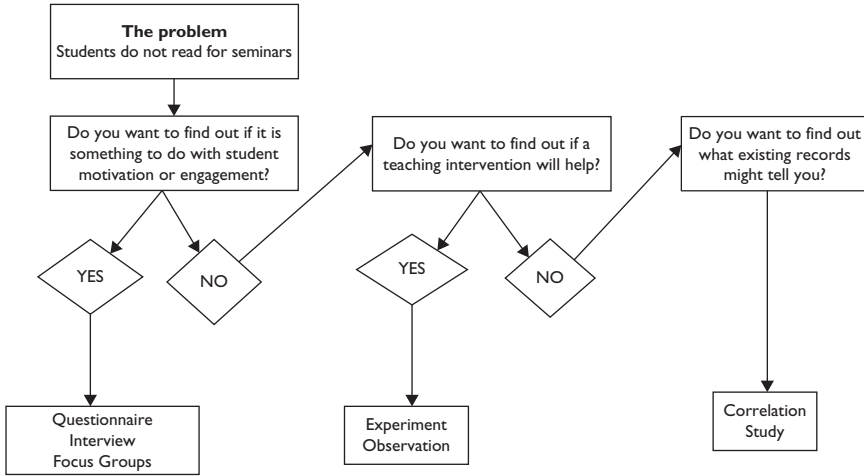 The problem
Students do not read for seminars
Do you want to find out if it is
something to do with student
motivation or engagement?
Do you want to find out if a
teaching intervention will help?
Do you want to find out
what existing records
might tell you?
YES
NO
YES
NO
Questionnaire
Interview
Focus Groups
Experiment
Observation
Correlation
Study